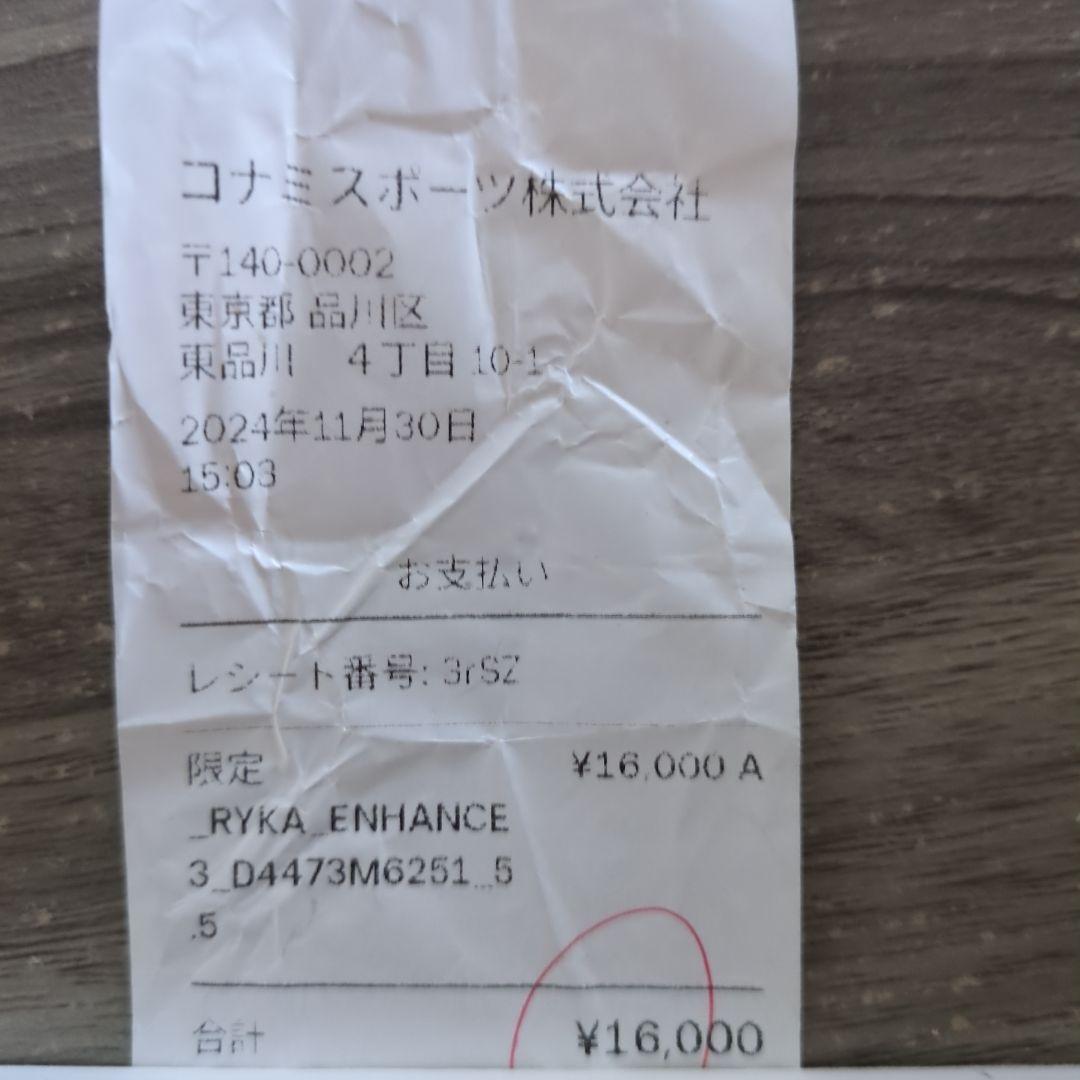 コナミスポーツ株式会社
〒140-0002
東京都 品川区
東品川　４丁目 10-1
2024年11月30日
15:03
お支払い
レシート番号: 3rSZ
限定 ¥16,000 A
_RYKA_ENHANCE
3_D4473M6251_5
.5
合計 ¥16,000